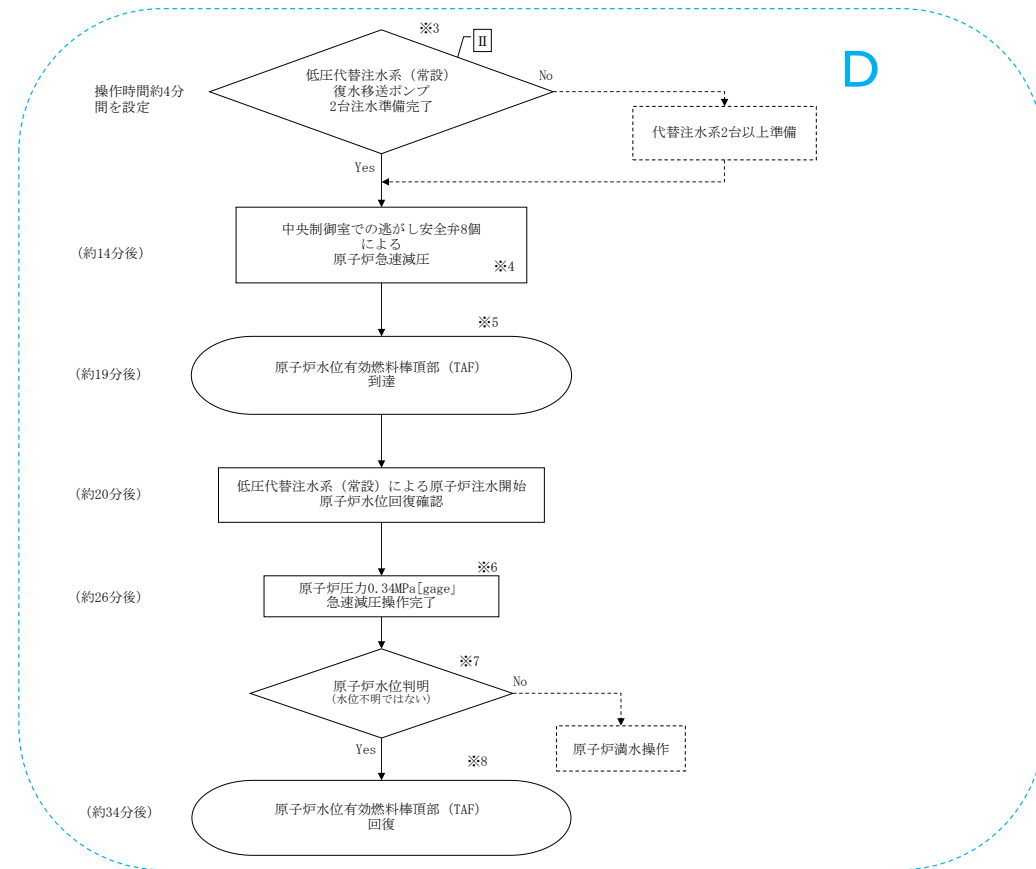 ※3
Ⅱ
D
低圧代替注水系（常設）
復水移送ポンプ
2台注水準備完了
No
操作時間約4分
間を設定
代替注水系2台以上準備
Yes
中央制御室での逃がし安全弁8個
による
原子炉急速減圧
※4
(約14分後)
※5
原子炉水位有効燃料棒頂部（TAF）
到達
(約19分後)
低圧代替注水系（常設）による原子炉注水開始
原子炉水位回復確認
(約20分後)
※6
原子炉圧力0.34MPa[gage」
急速減圧操作完了
(約26分後)
※7
原子炉水位判明
(水位不明ではない)
No
原子炉満水操作
Yes
※8
原子炉水位有効燃料棒頂部（TAF）
回復
(約34分後)